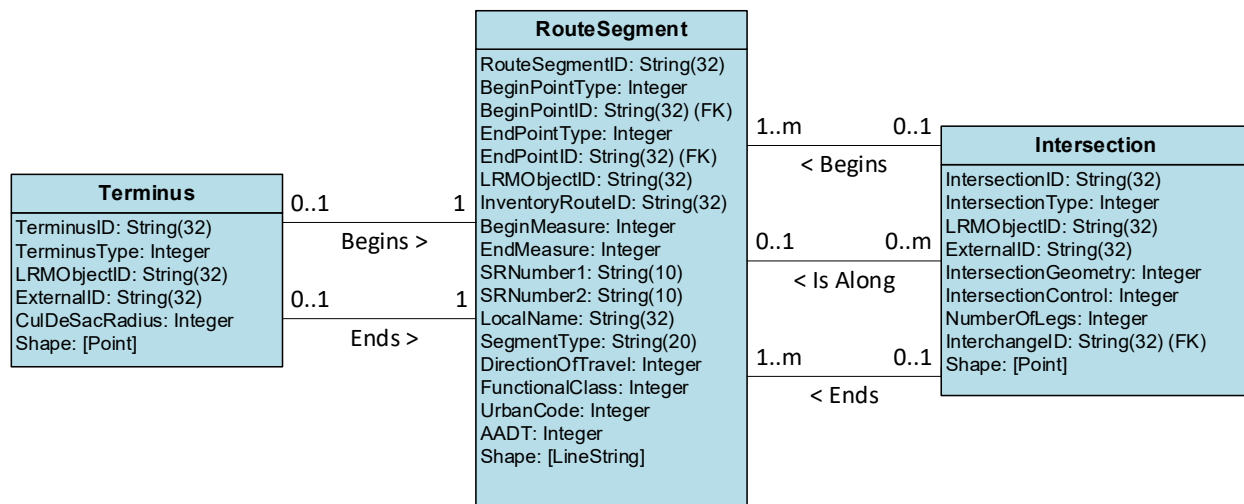 Terminus
TerminusID: String(32)
TerminusType: Integer
LRMObjectID: String(32)
ExternalID: String(32)
CulDeSacRadius: Integer
Shape: [Point]
0..1
1
Begins >
0..1
1
Ends >
RouteSegment
RouteSegmentID: String(32)
BeginPointType: Integer
BeginPointID: String(32) (FK)
EndPointType: Integer
EndPointID: String(32) (FK)
LRMObjectID: String(32)
InventoryRouteID: String(32)
BeginMeasure: Integer
EndMeasure: Integer
SRNumber1: String(10)
SRNumber2: String(10)
LocalName: String(32)
SegmentType: String(20)
DirectionOfTravel: Integer
FunctionalClass: Integer
UrbanCode: Integer
AADT: Integer
Shape: [LineString]
1..m
0..1
< Begins
0..1
0..m
< Is Along
1..m
0..1
< Ends
Intersection
IntersectionID: String(32)
IntersectionType: Integer
LRMObjectID: String(32)
ExternalID: String(32)
IntersectionGeometry: Integer
IntersectionControl: Integer
NumberOfLegs: Integer
InterchangeID: String(32) (FK)
Shape: [Point]